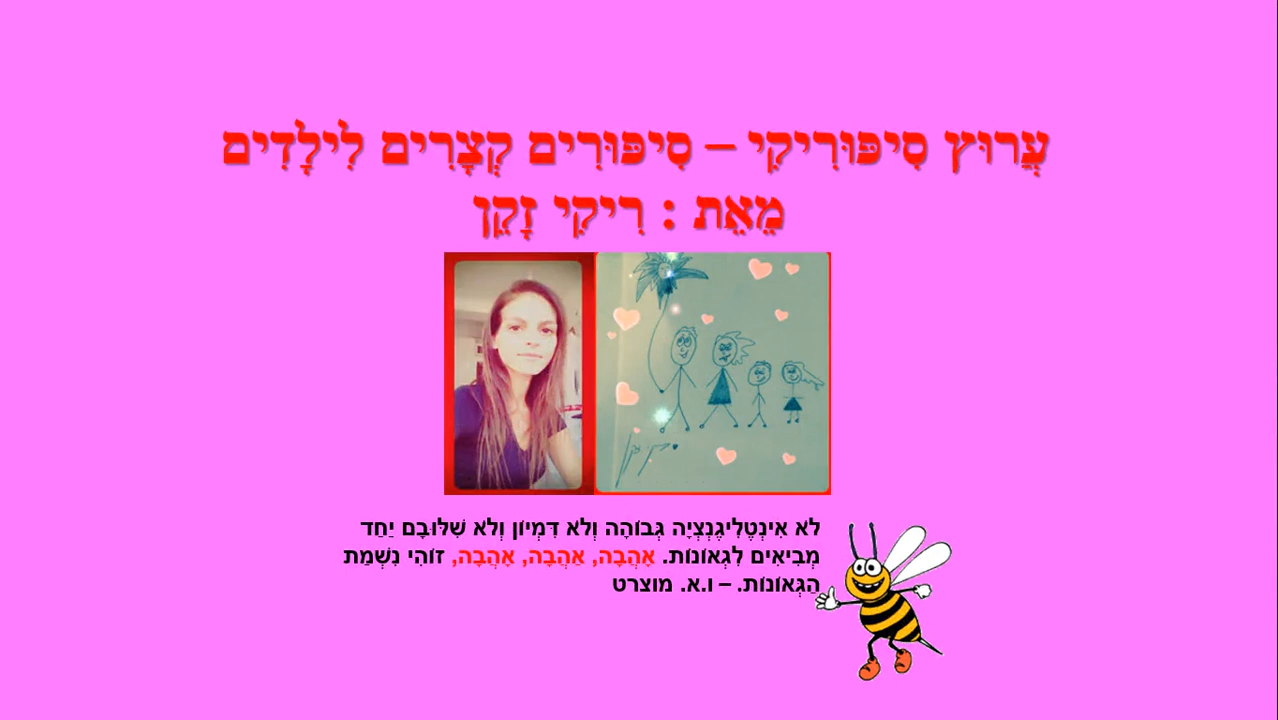 עֲרוּץ סִיפּוּרִיקִי – סִיפּוּרִים קְצָרִים לִילָדִים
מֵאֵת : רִיקִי זָקֵן
לֹא אִינְטֶלִיגֶנְצְיָה גְּבוֹהָה וְלֹא דִּמְיוֹן וְלֹא שִׁלּוּבָם יַחַד
מְבִיאִים לִגְאוֹנוּת. אַהֲבָה, אַהֲבָה, אַהֲבָה, זוֹהִי נִשְׁמַת
הַגְּאוֹנוּת. – ו.א. מוצרט